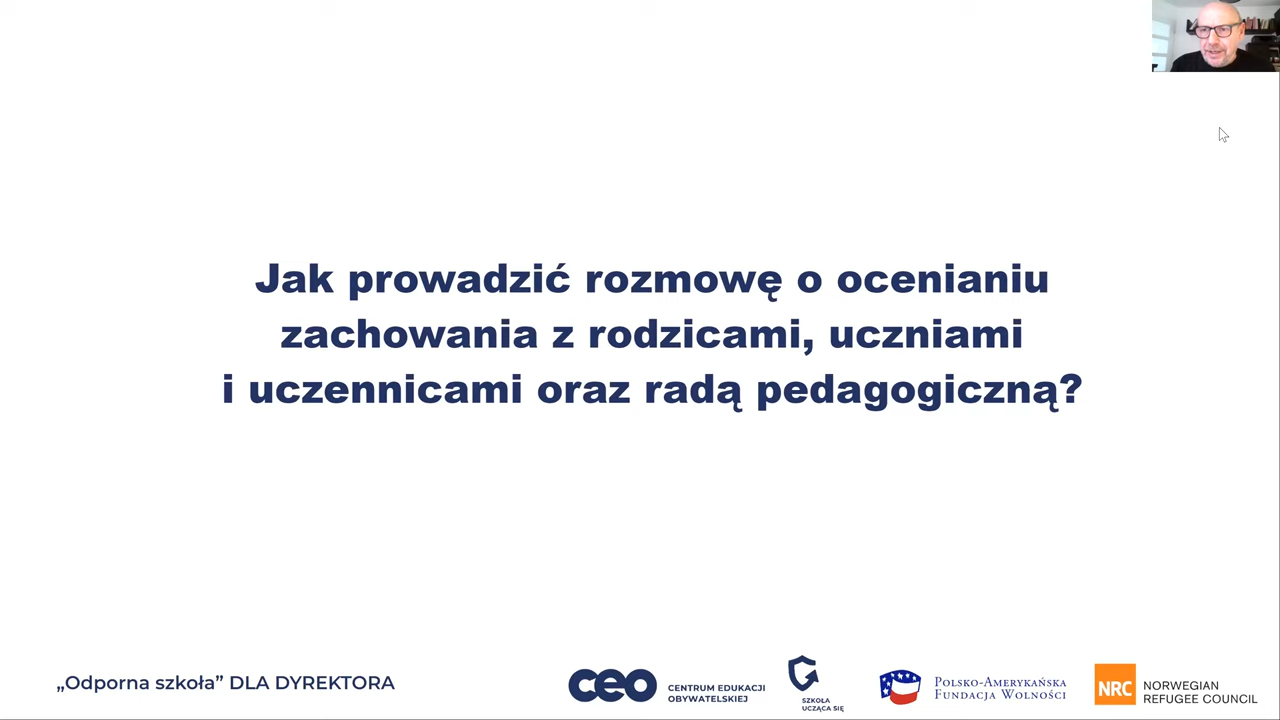 Jak prowadzić rozmowę o ocenianiu
zachowania z rodzicami, uczniami
i uczennicami oraz radą pedagogiczną?
„Odporna szkoła” DLA DYREKTORA
ceo
CENTRUM EDUKACJI
OBYWATELSKIEJ
SZKOŁA
UCZĄCA SIĘ
POLSKO-AMERYKAŃSKA
FUNDACJA WOLNOŚCI
NRC
NORWEGIAN
REFUGEE COUNCIL